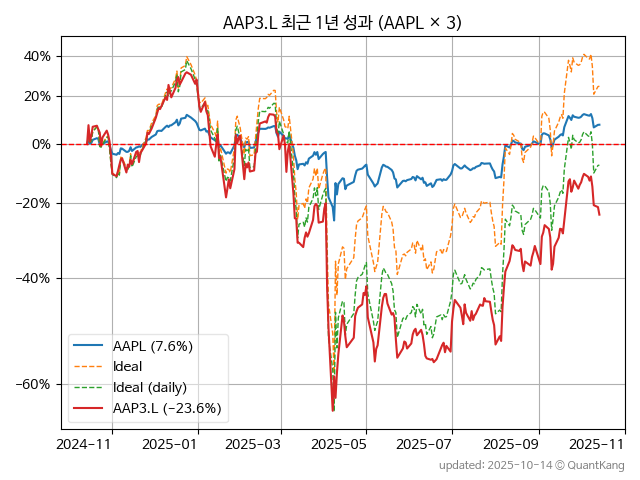 AAP3.L 최근 1년 성과 (AAPL × 3)
40%
20%
0%
−20%
−40%
−60%
AAPL (7.6%)
Ideal
Ideal (daily)
AAP3.L (−23.6%)
2024-11
2025-01
2025-03
2025-05
2025-07
2025-09
2025-11
updated: 2025-10-14 © QuantKang